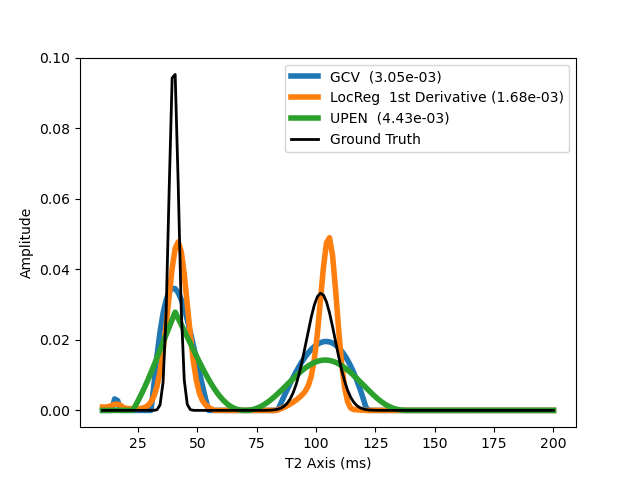 0.10
0.08
0.06
0.04
0.02
0.00
Amplitude
GCV  (3.05e-03)
LocReg  1st Derivative (1.68e-03)
UPEN  (4.43e-03)
Ground Truth
25 50 75 100 125 150 175 200
T2 Axis (ms)